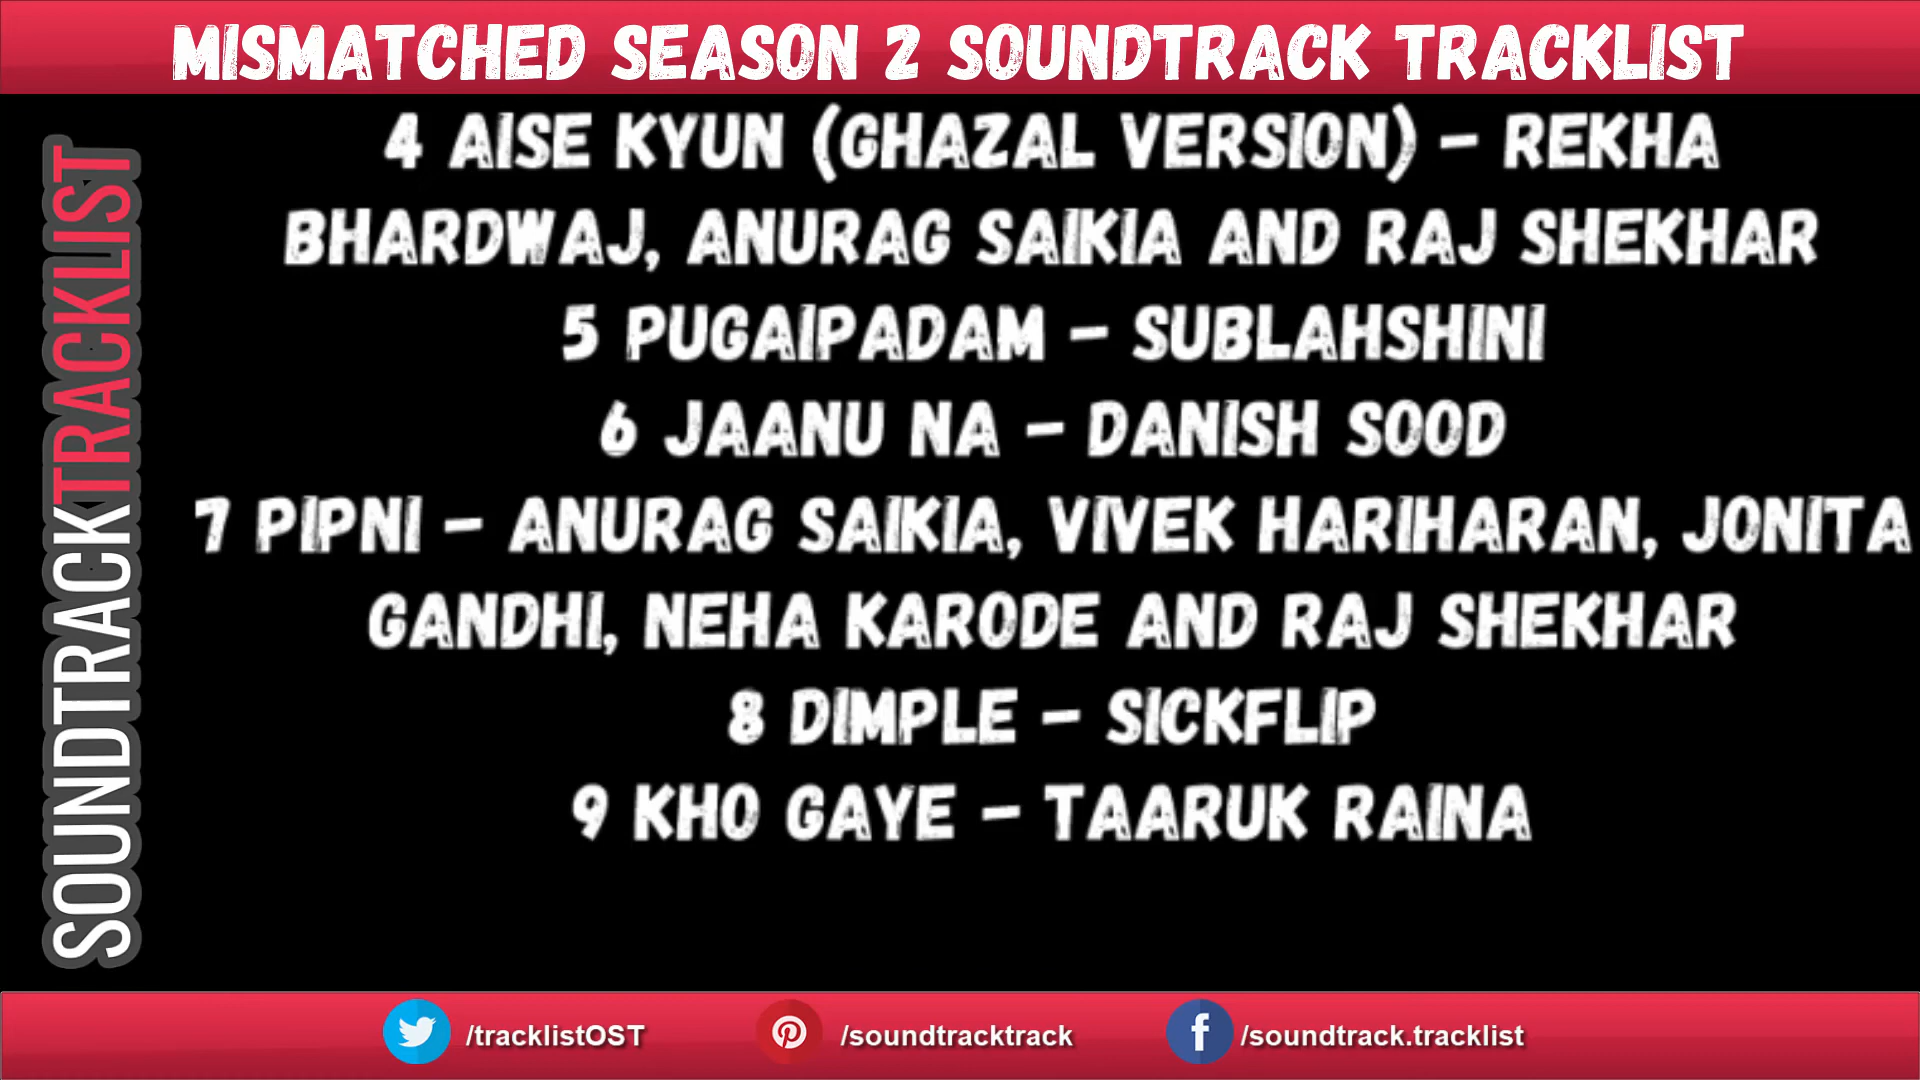 MISMATCHED SEASON 2 SOUNDTRACK TRACKLIST
SOUNDTRACKTRACKLIST
4 AISE KYUN (GHAZAL VERSION) – REKHA
BHARDWAJ, ANURAG SAIKIA AND RAJ SHEKHAR
5 PUGAIPADAM – SUBLAHSHINI
6 JAANU NA – DANISH SOOD
7 PIPNI – ANURAG SAIKIA, VIVEK HARIHARAN, JONITA
GANDHI, NEHA KARODE AND RAJ SHEKHAR
8 DIMPLE – SICKFLIP
9 KHO GAYE – TAARUK RAINA
/tracklistOST
/soundtracktrack
/soundtrack.tracklist